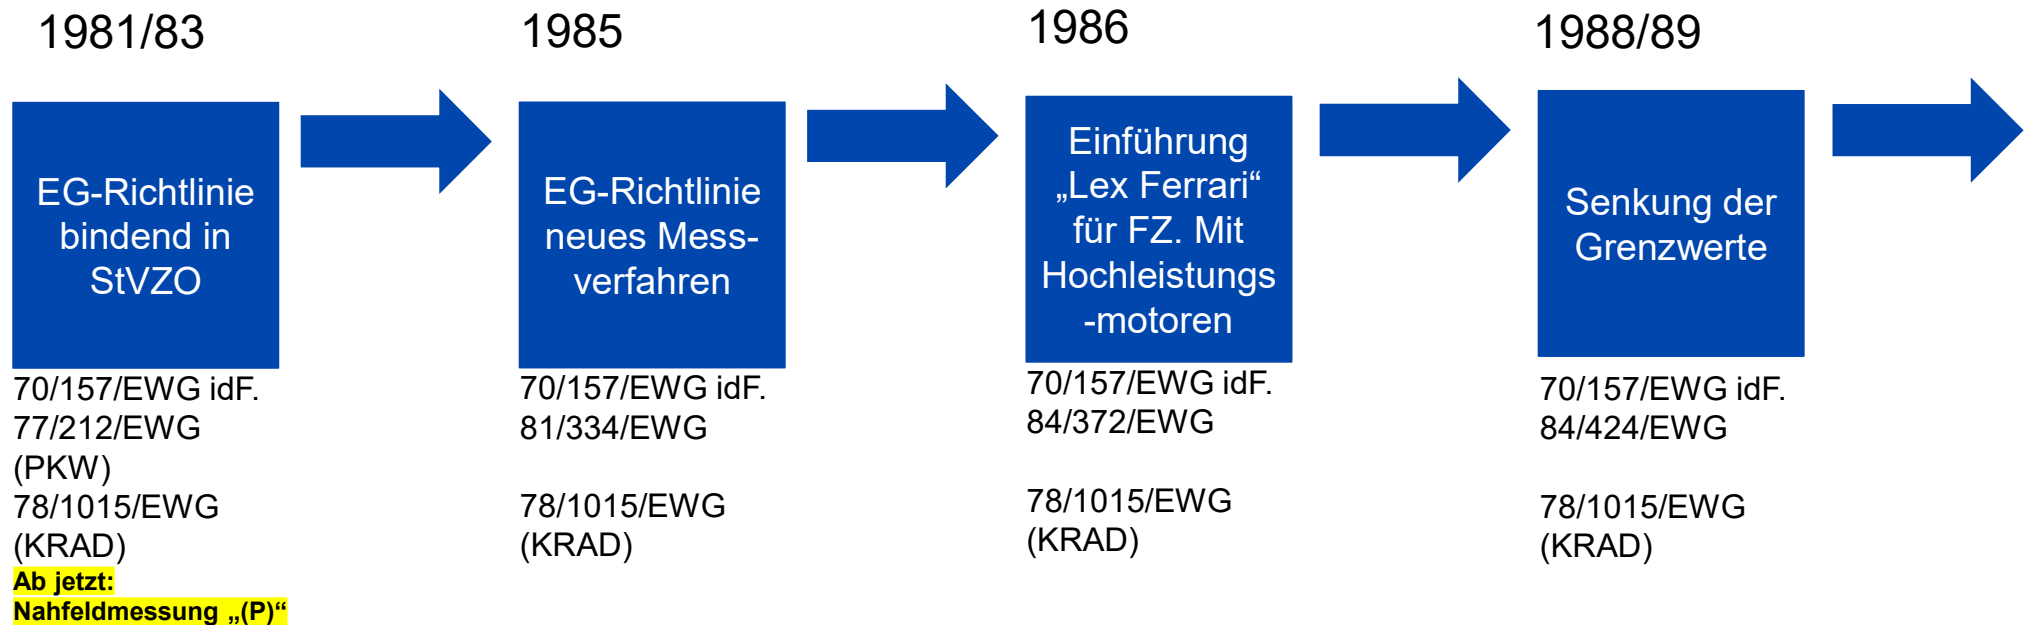 1981/83
EG-Richtlinie
bindend in
StVZO
70/157/EWG idF.
77/212/EWG
(PKW)
78/1015/EWG
(KRAD)
Ab jetzt:
Nahfeldmessung „(P)“
1985
EG-Richtlinie
neues Mess-
verfahren
70/157/EWG idF.
81/334/EWG
78/1015/EWG
(KRAD)
1986
Einführung
„Lex Ferrari“
für FZ. Mit
Hochleistungs
-motoren
70/157/EWG idF.
84/372/EWG
78/1015/EWG
(KRAD)
1988/89
Senkung der
Grenzwerte
70/157/EWG idF.
84/424/EWG
78/1015/EWG
(KRAD)